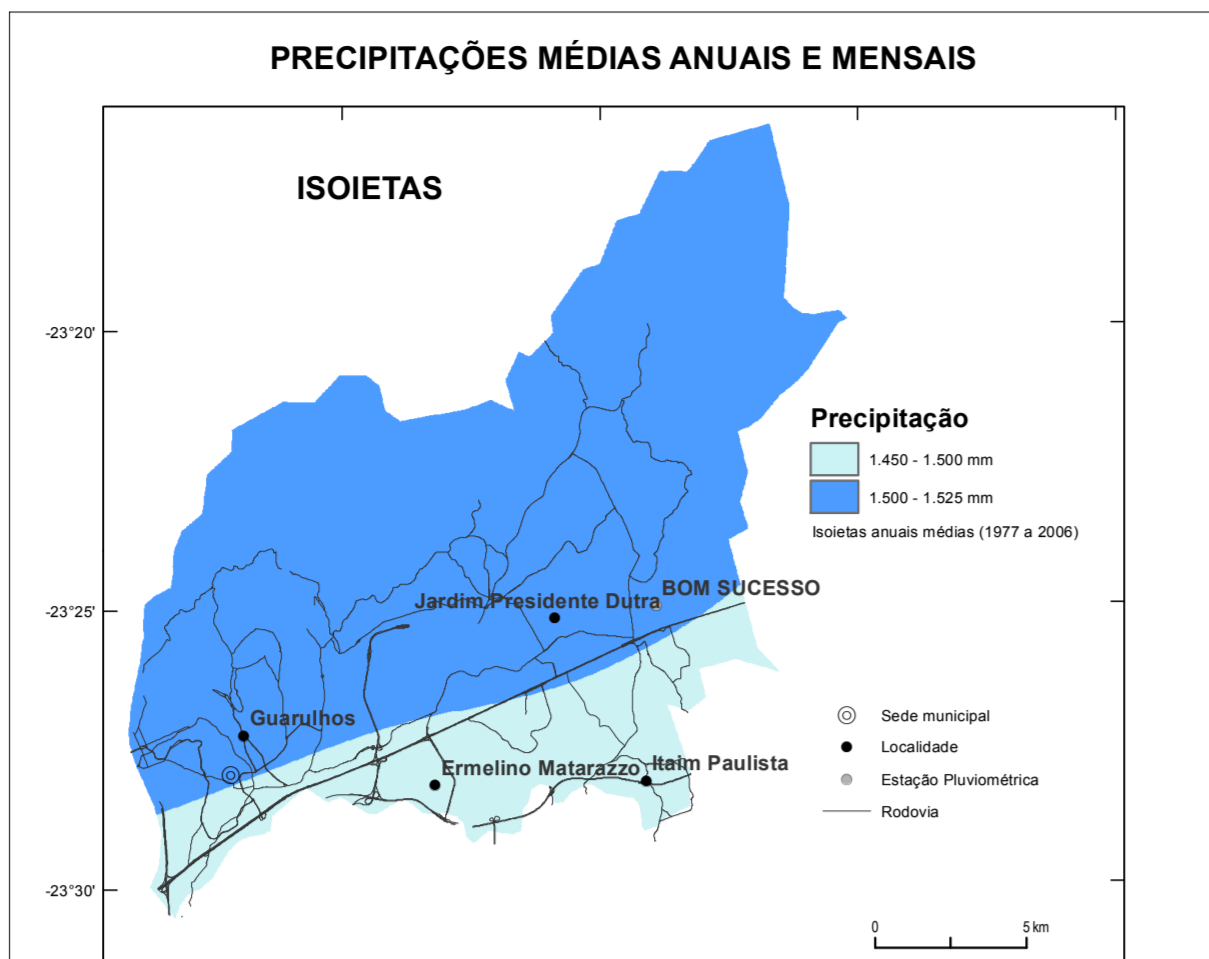 PRECIPITAÇÕES MÉDIAS ANUAIS E MENSAIS
ISOIETAS
-23°20'
Precipitação
1.450 - 1.500 mm
1.500 - 1.525 mm
Isoietas anuais médias (1977 a 2006)
BOM SUCESSO
Jardim Presidente Dutra
-23°25'
Guarulhos
Sede municipal
Localidade
Ermelino Matarazzo
Itaim Paulista
Estação Pluviométrica
Rodovia
-23°30'
0 5 km